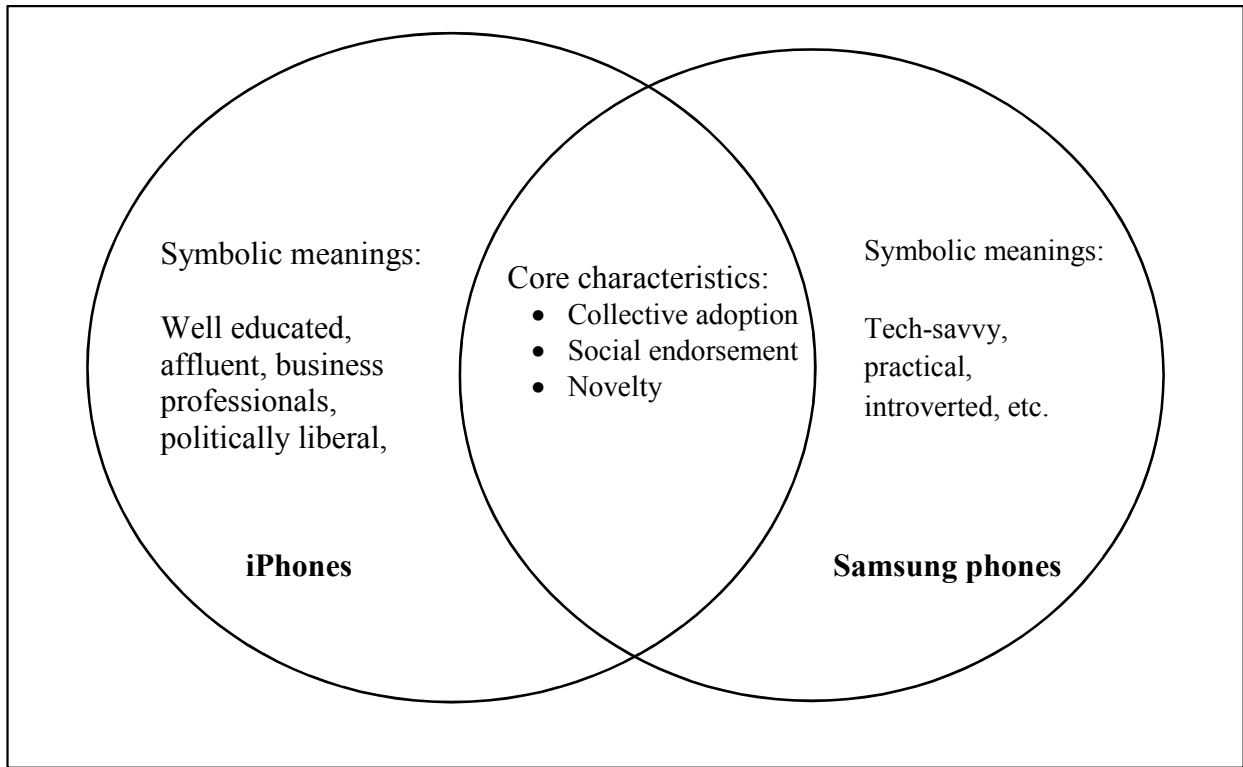 Symbolic meanings:
Well educated,
affluent, business
professionals,
politically liberal,
iPhones
Core characteristics:
• Collective adoption
• Social endorsement
• Novelty
Symbolic meanings:
Tech-savvy,
practical,
introverted, etc.
Samsung phones